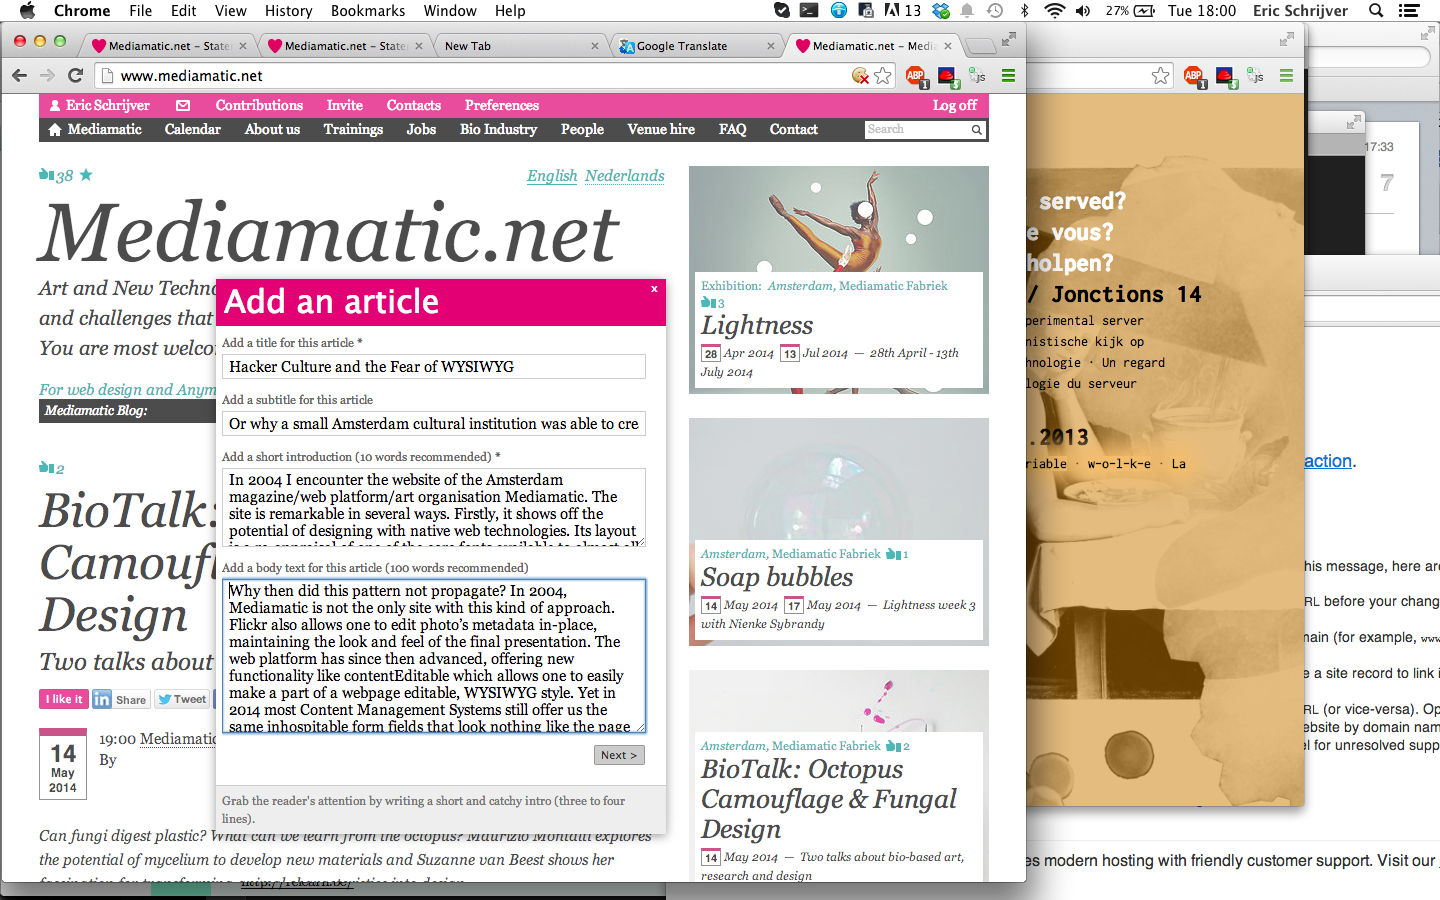 Chrome File Edit View History Bookmarks Window Help
13 27% Tue 18:00 Eric Schrijver
Mediamatic.net – State
Mediamatic.net – State
New Tab
Google Translate
Mediamatic.net – Media
www.mediamatic.net
Eric Schrijver Contributions Invite Contacts Preferences Log off
Mediamatic Calendar About us Trainings Jobs Bio Industry People Venue hire FAQ Contact Search
38
English Nederlands
Mediamatic.net
Art and New Techno
and challenges that
You are most welco
For web design and Anym
Mediamatic Blog:
2
BioTalk:
Camouf
Design
Two talks about
I like it Share Tweet
14
May
2014
19:00 Mediamatic
By
Can fungi digest plastic? What can we learn from the octopus? Maurizio Montalti explores
the potential of mycelium to develop new materials and Suzanne van Beest shows her
Add an article
x
Add a title for this article *
Hacker Culture and the Fear of WYSIWYG
Add a subtitle for this article
Or why a small Amsterdam cultural institution was able to cre
Add a short introduction (10 words recommended) *
In 2004 I encounter the website of the Amsterdam
magazine/web platform/art organisation Mediamatic. The
site is remarkable in several ways. Firstly, it shows off the
potential of designing with native web technologies. Its layout
is a re-appraisal of one of the core fonts available to almost all
Add a body text for this article (100 words recommended)
Why then did this pattern not propagate? In 2004,
Mediamatic is not the only site with this kind of approach.
Flickr also allows one to edit photo's metadata in-place,
maintaining the look and feel of the final presentation. The
web platform has since then advanced, offering new
functionality like contentEditable which allows one to easily
make a part of a webpage editable, WYSIWYG style. Yet in
2014 most Content Management Systems still offer us the
same inhospitable form fields that look nothing like the page
Next >
Grab the reader's attention by writing a short and catchy intro (three to four
lines).
Exhibition: Amsterdam, Mediamatic Fabriek
3
Lightness
28 Apr 2014 13 Jul 2014 — 28th April - 13th
July 2014
Amsterdam, Mediamatic Fabriek 1
Soap bubbles
14 May 2014 17 May 2014 — Lightness week 3
with Nienke Sybrandy
Amsterdam, Mediamatic Fabriek 2
BioTalk: Octopus
Camouflage & Fungal
Design
14 May 2014 — Two talks about bio-based art,
research and design
served?
e vous?
holpen?
/ Jonctions 14
perimental server
nistische kijk op
hnologie · Un regard
logie du serveur
.2013
riable · w-o-l-k-e · La
17:33
7
action.
his message, here are
RL before your chang
main (for example, www
e a site record to link i
RL (or vice-versa). Op
ebsite by domain nam
el for unresolved supp
es modern hosting with friendly customer support. Visit our